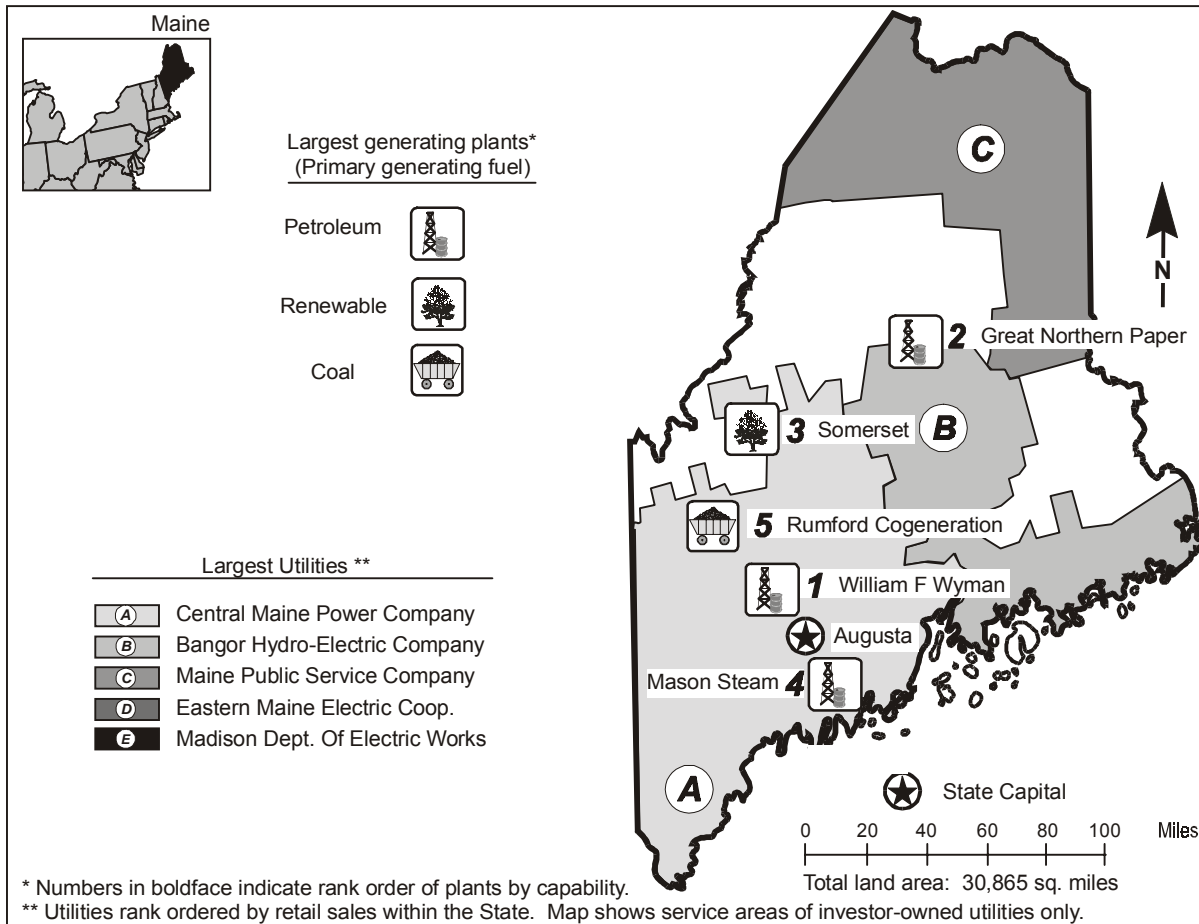 Maine
Largest generating plants*
(Primary generating fuel)
Petroleum
Renewable
Coal
C
N
2 Great Northern Paper
3 Somerset
B
5 Rumford Cogeneration
1 William F Wyman
Augusta
Mason Steam 4
A
Largest Utilities **
A Central Maine Power Company
B Bangor Hydro-Electric Company
C Maine Public Service Company
D Eastern Maine Electric Coop.
E Madison Dept. Of Electric Works
State Capital
0 20 40 60 80 100 Miles
Total land area: 30,865 sq. miles
* Numbers in boldface indicate rank order of plants by capability.
** Utilities rank ordered by retail sales within the State. Map shows service areas of investor-owned utilities only.